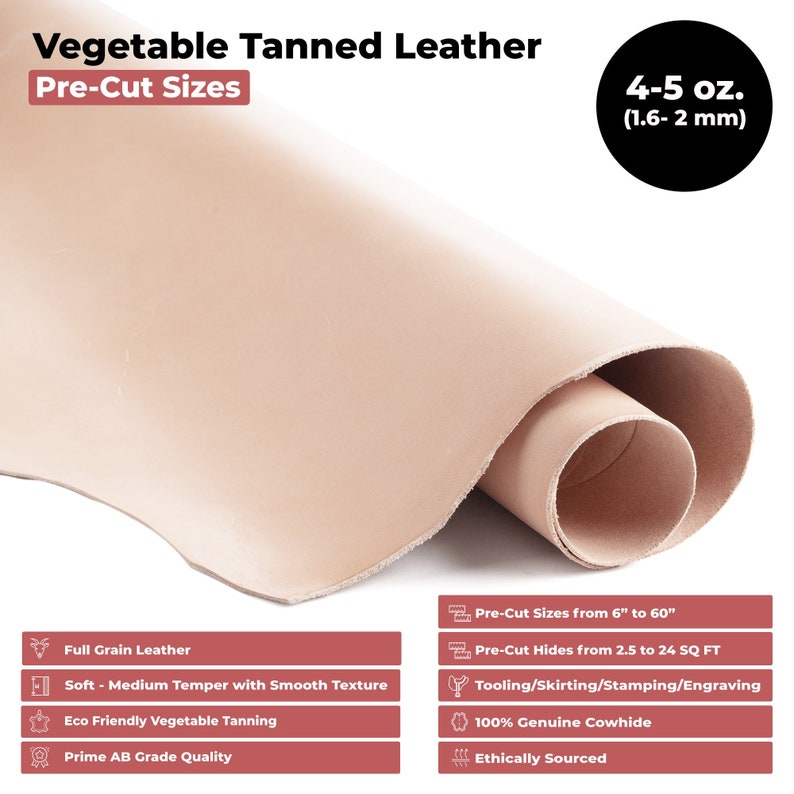 Vegetable Tanned Leather
Pre-Cut Sizes
4-5 oz.
(1.6- 2 mm)
Full Grain Leather
Soft - Medium Temper with Smooth Texture
Eco Friendly Vegetable Tanning
Prime AB Grade Quality
Pre-Cut Sizes from 6” to 60”
Pre-Cut Hides from 2.5 to 24 SQ FT
Tooling/Skirting/Stamping/Engraving
100% Genuine Cowhide
Ethically Sourced